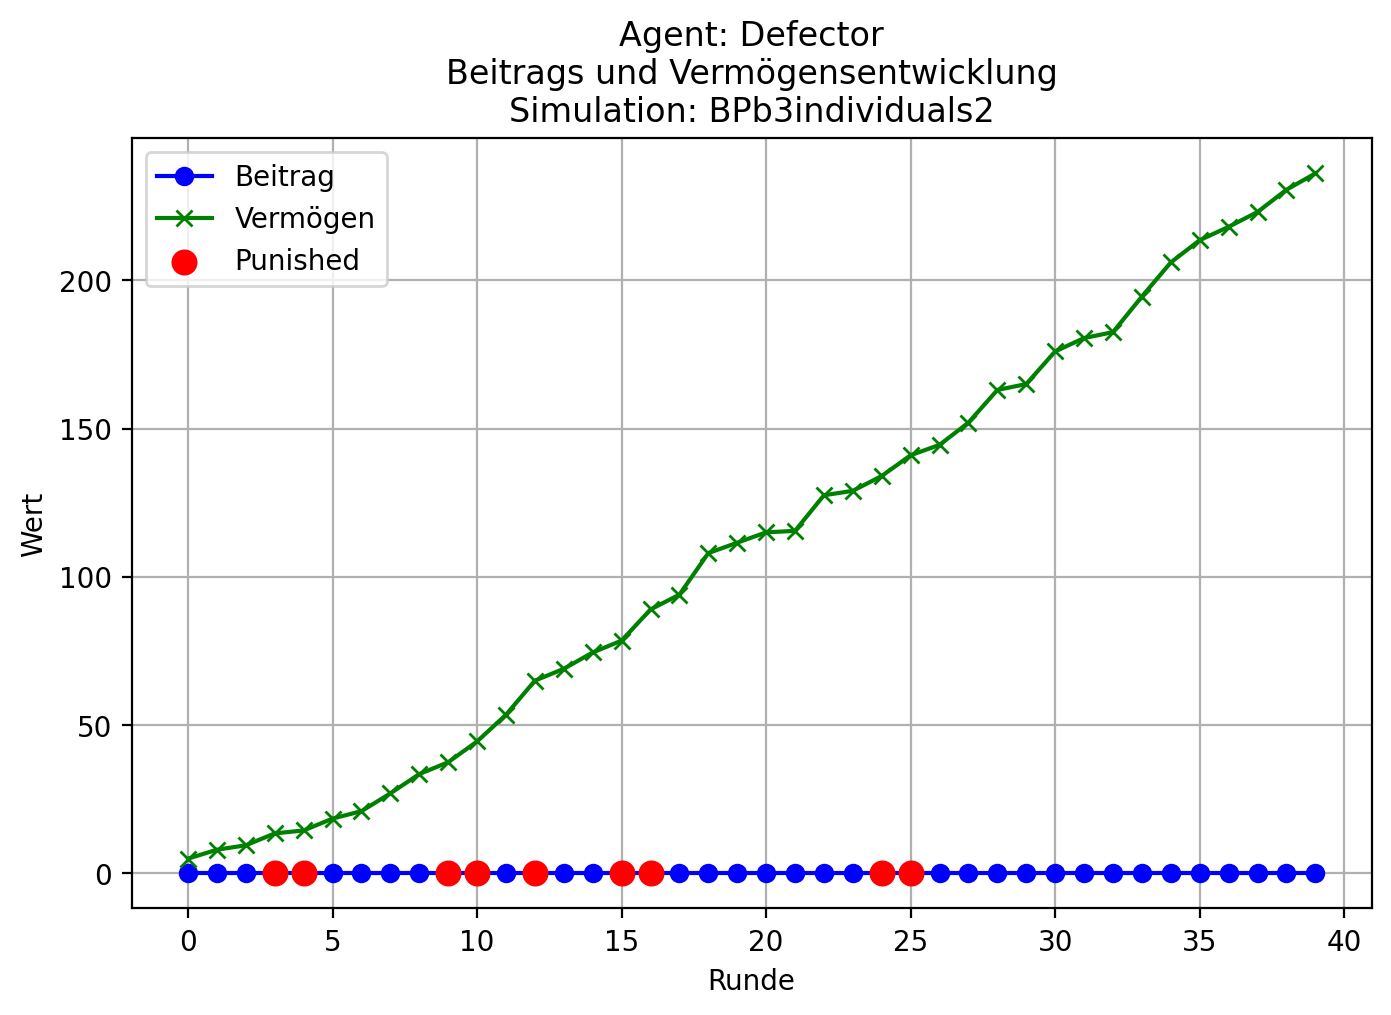 Agent: Defector
Beitrags und Vermögensentwicklung
Simulation: BPb3individuals2
Beitrag
Vermögen
Punished
200
150
100
50
0
Wert
0 5 10 15 20 25 30 35 40
Runde